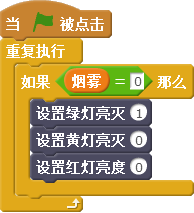 当 被点击
重复执行
如果 烟雾 = 0 那么
设置绿灯亮灭 1
设置黄灯亮灭 0
设置红灯亮度 0